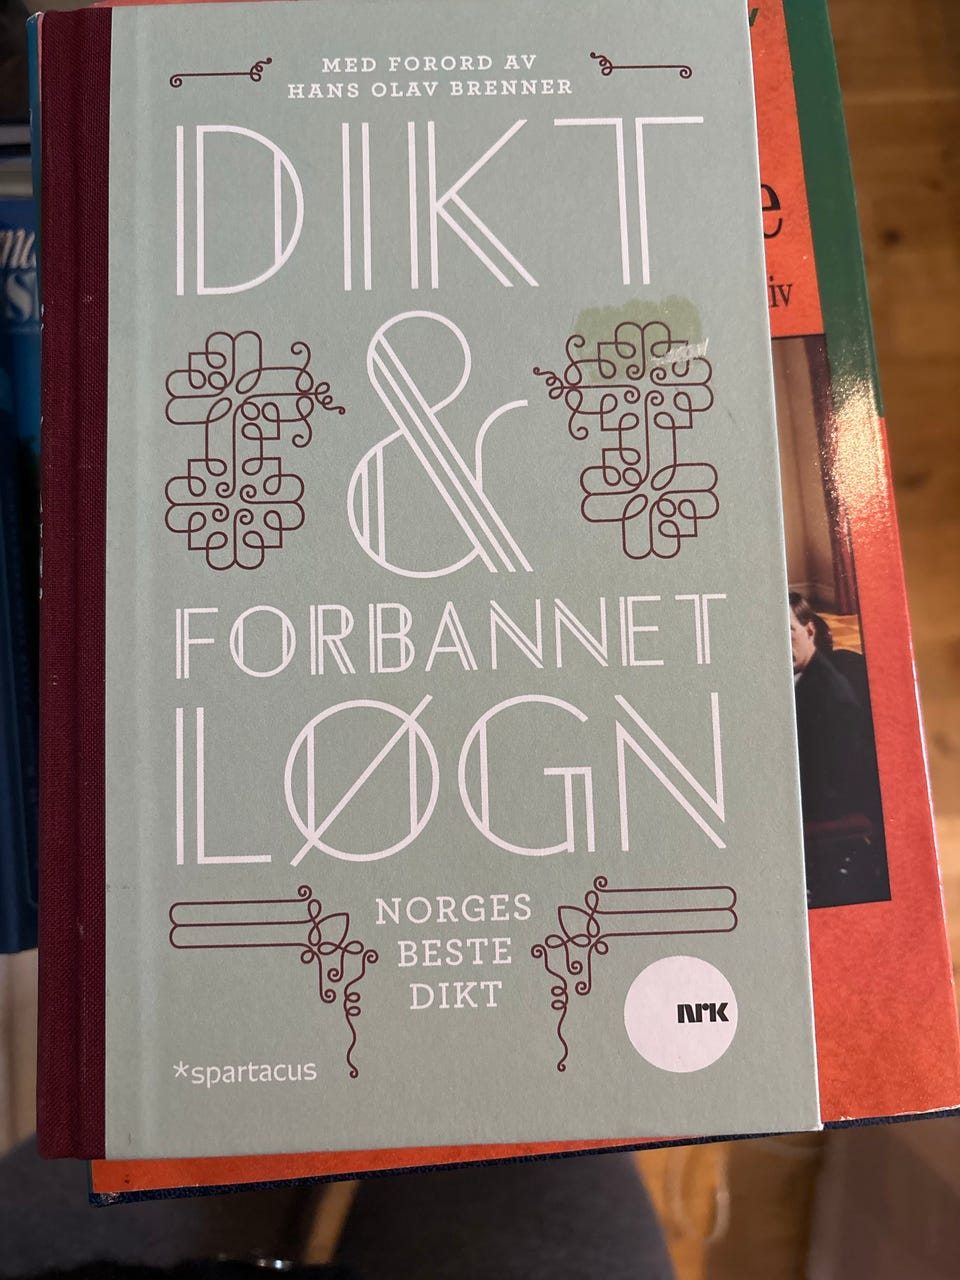 MED FORORD AV
HANS OLAV BRENNER
DIKT
&
FORBANNET
LØGN
NORGES
BESTE
DIKT
nrk
*spartacus